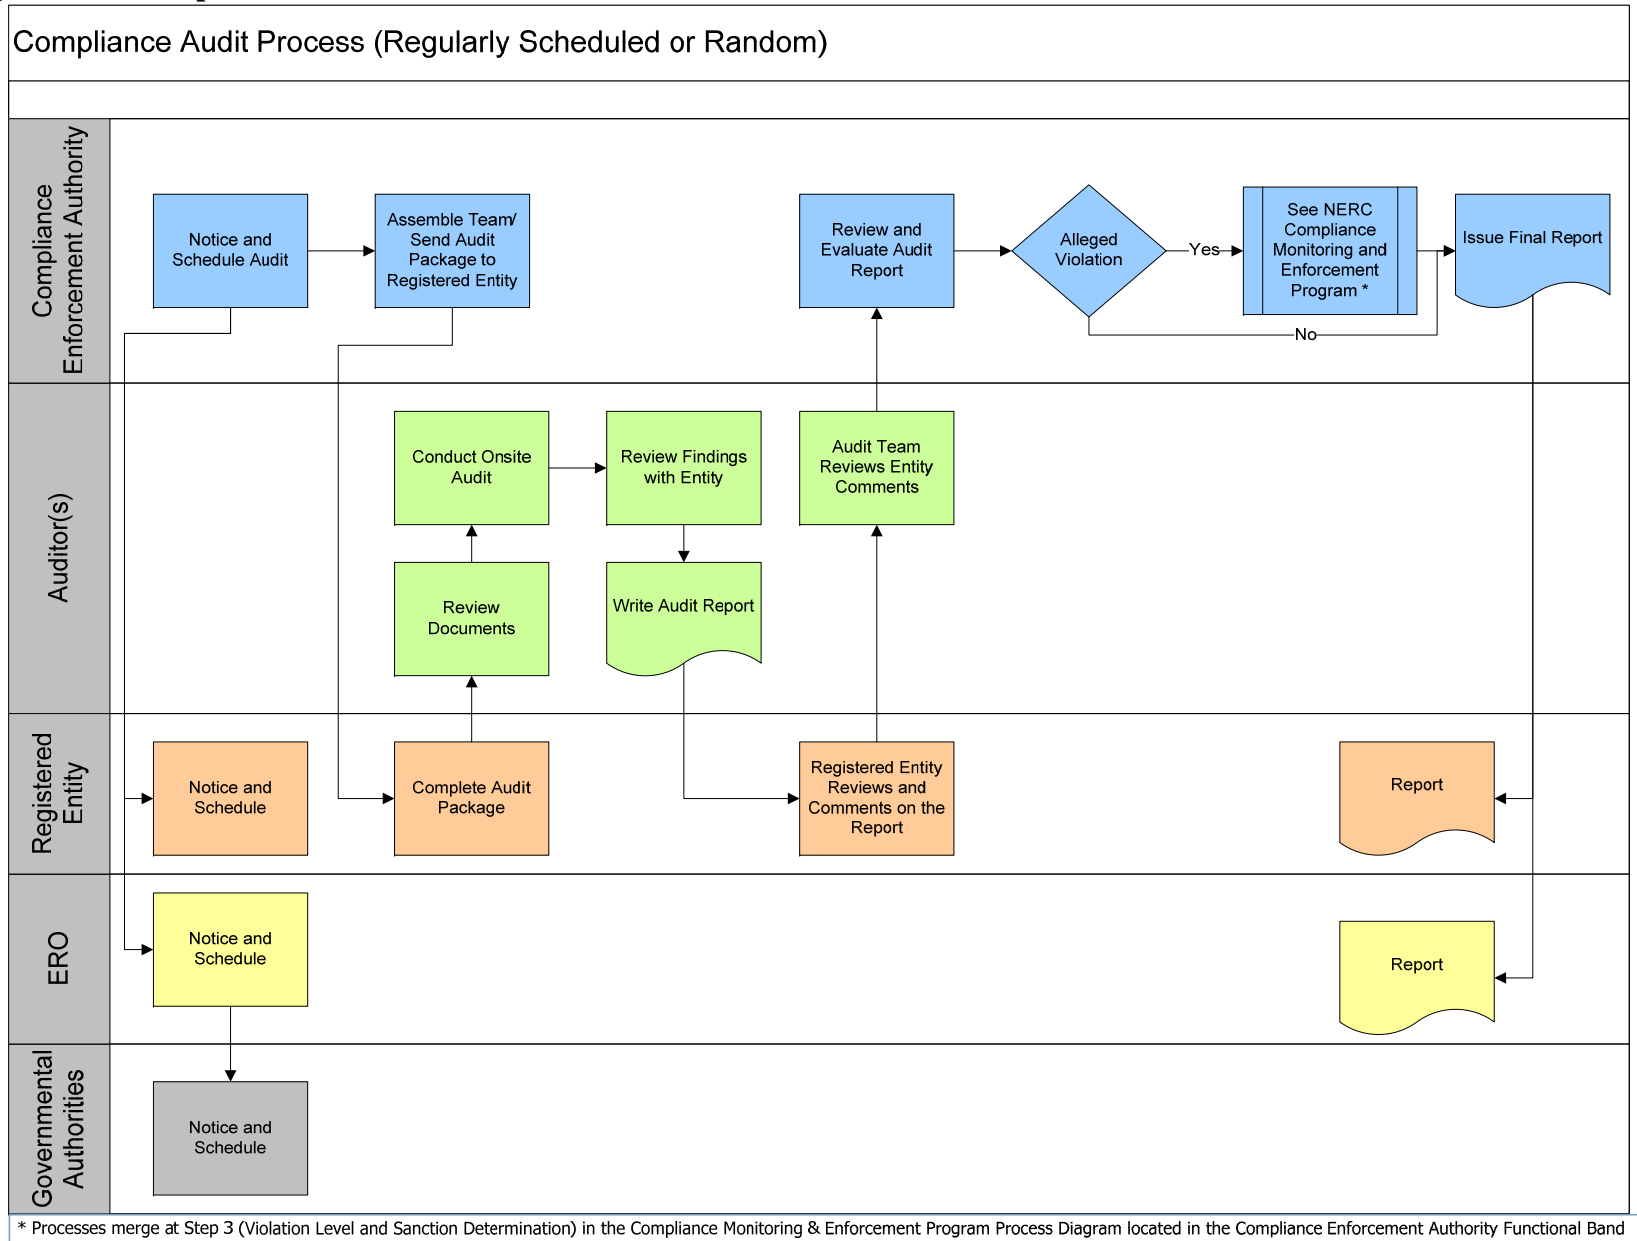 Compliance Audit Process (Regularly Scheduled or Random)
Compliance
Enforcement Authority
Notice and
Schedule Audit
Assemble Team/
Send Audit
Package to
Registered Entity
Review and
Evaluate Audit
Report
Alleged
Violation
Yes
No
See NERC
Compliance
Monitoring and
Enforcement
Program *
Issue Final Report
Auditor(s)
Conduct Onsite
Audit
Review Findings
with Entity
Audit Team
Reviews Entity
Comments
Review
Documents
Write Audit Report
Registered
Entity
Notice and
Schedule
Complete Audit
Package
Registered Entity
Reviews and
Comments on the
Report
Report
ERO
Notice and
Schedule
Report
Governmental
Authorities
Notice and
Schedule
* Processes merge at Step 3 (Violation Level and Sanction Determination) in the Compliance Monitoring & Enforcement Program Process Diagram located in the Compliance Enforcement Authority Functional Band